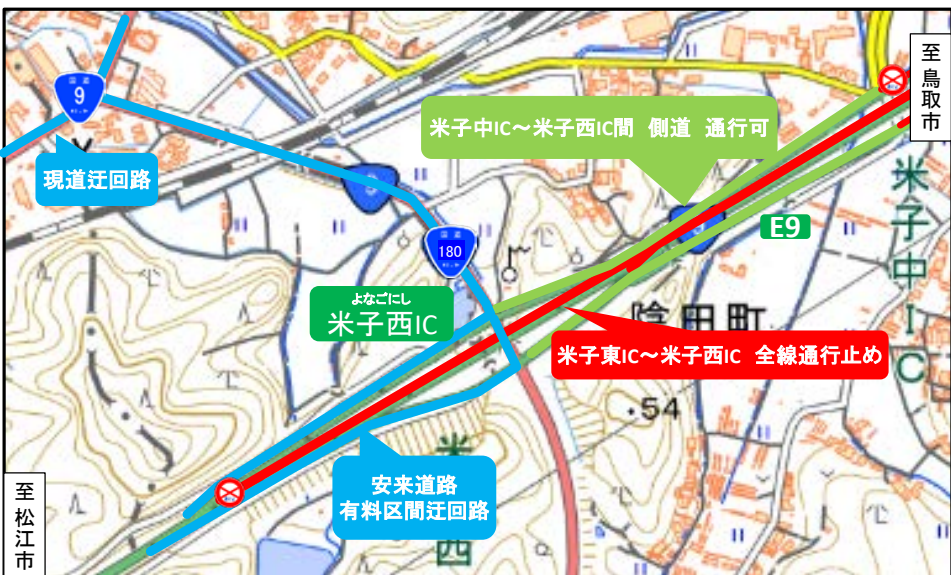 至鳥取市
国道
9
米子中IC～米子西IC間 側道 通行可
現道迂回路
9
米子中IC
9
E9
国道
180
よなごにし
米子西IC
陰田町
米子東IC～米子西IC 全線通行止め
54
米
西
安来道路
有料区間迂回路
至松江市